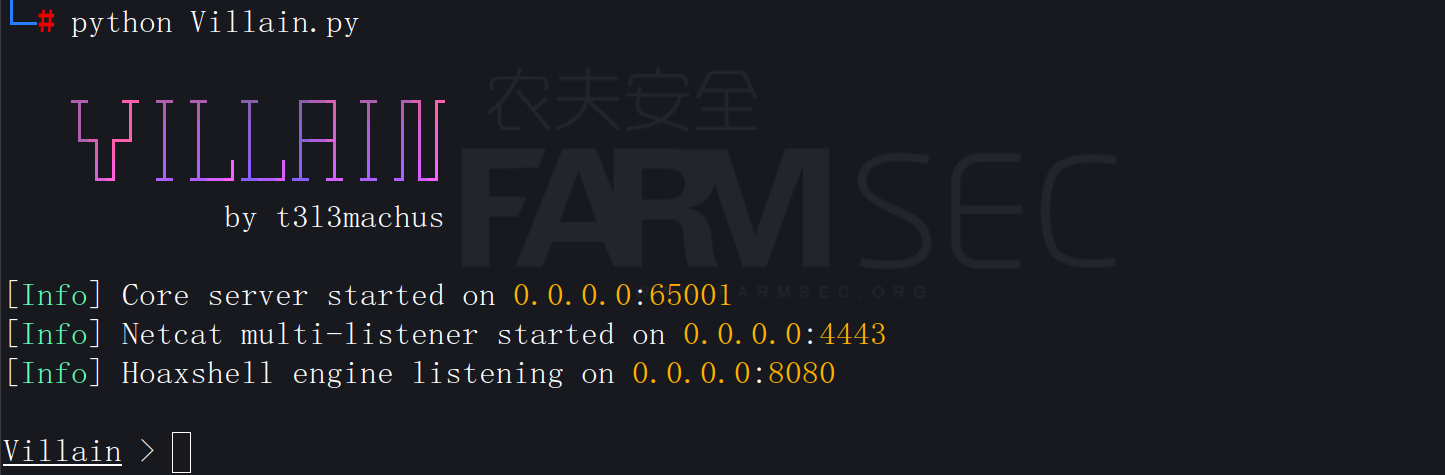 # python Villain.py
农夫安全
VILLAIN
FARMSEC
by t3l3machus
[Info] Core server started on 0.0.0.0:65001
ARMSEC.ORG
[Info] Netcat multi-listener started on 0.0.0.0:4443
[Info] Hoaxshell engine listening on 0.0.0.0:8080
Villain >